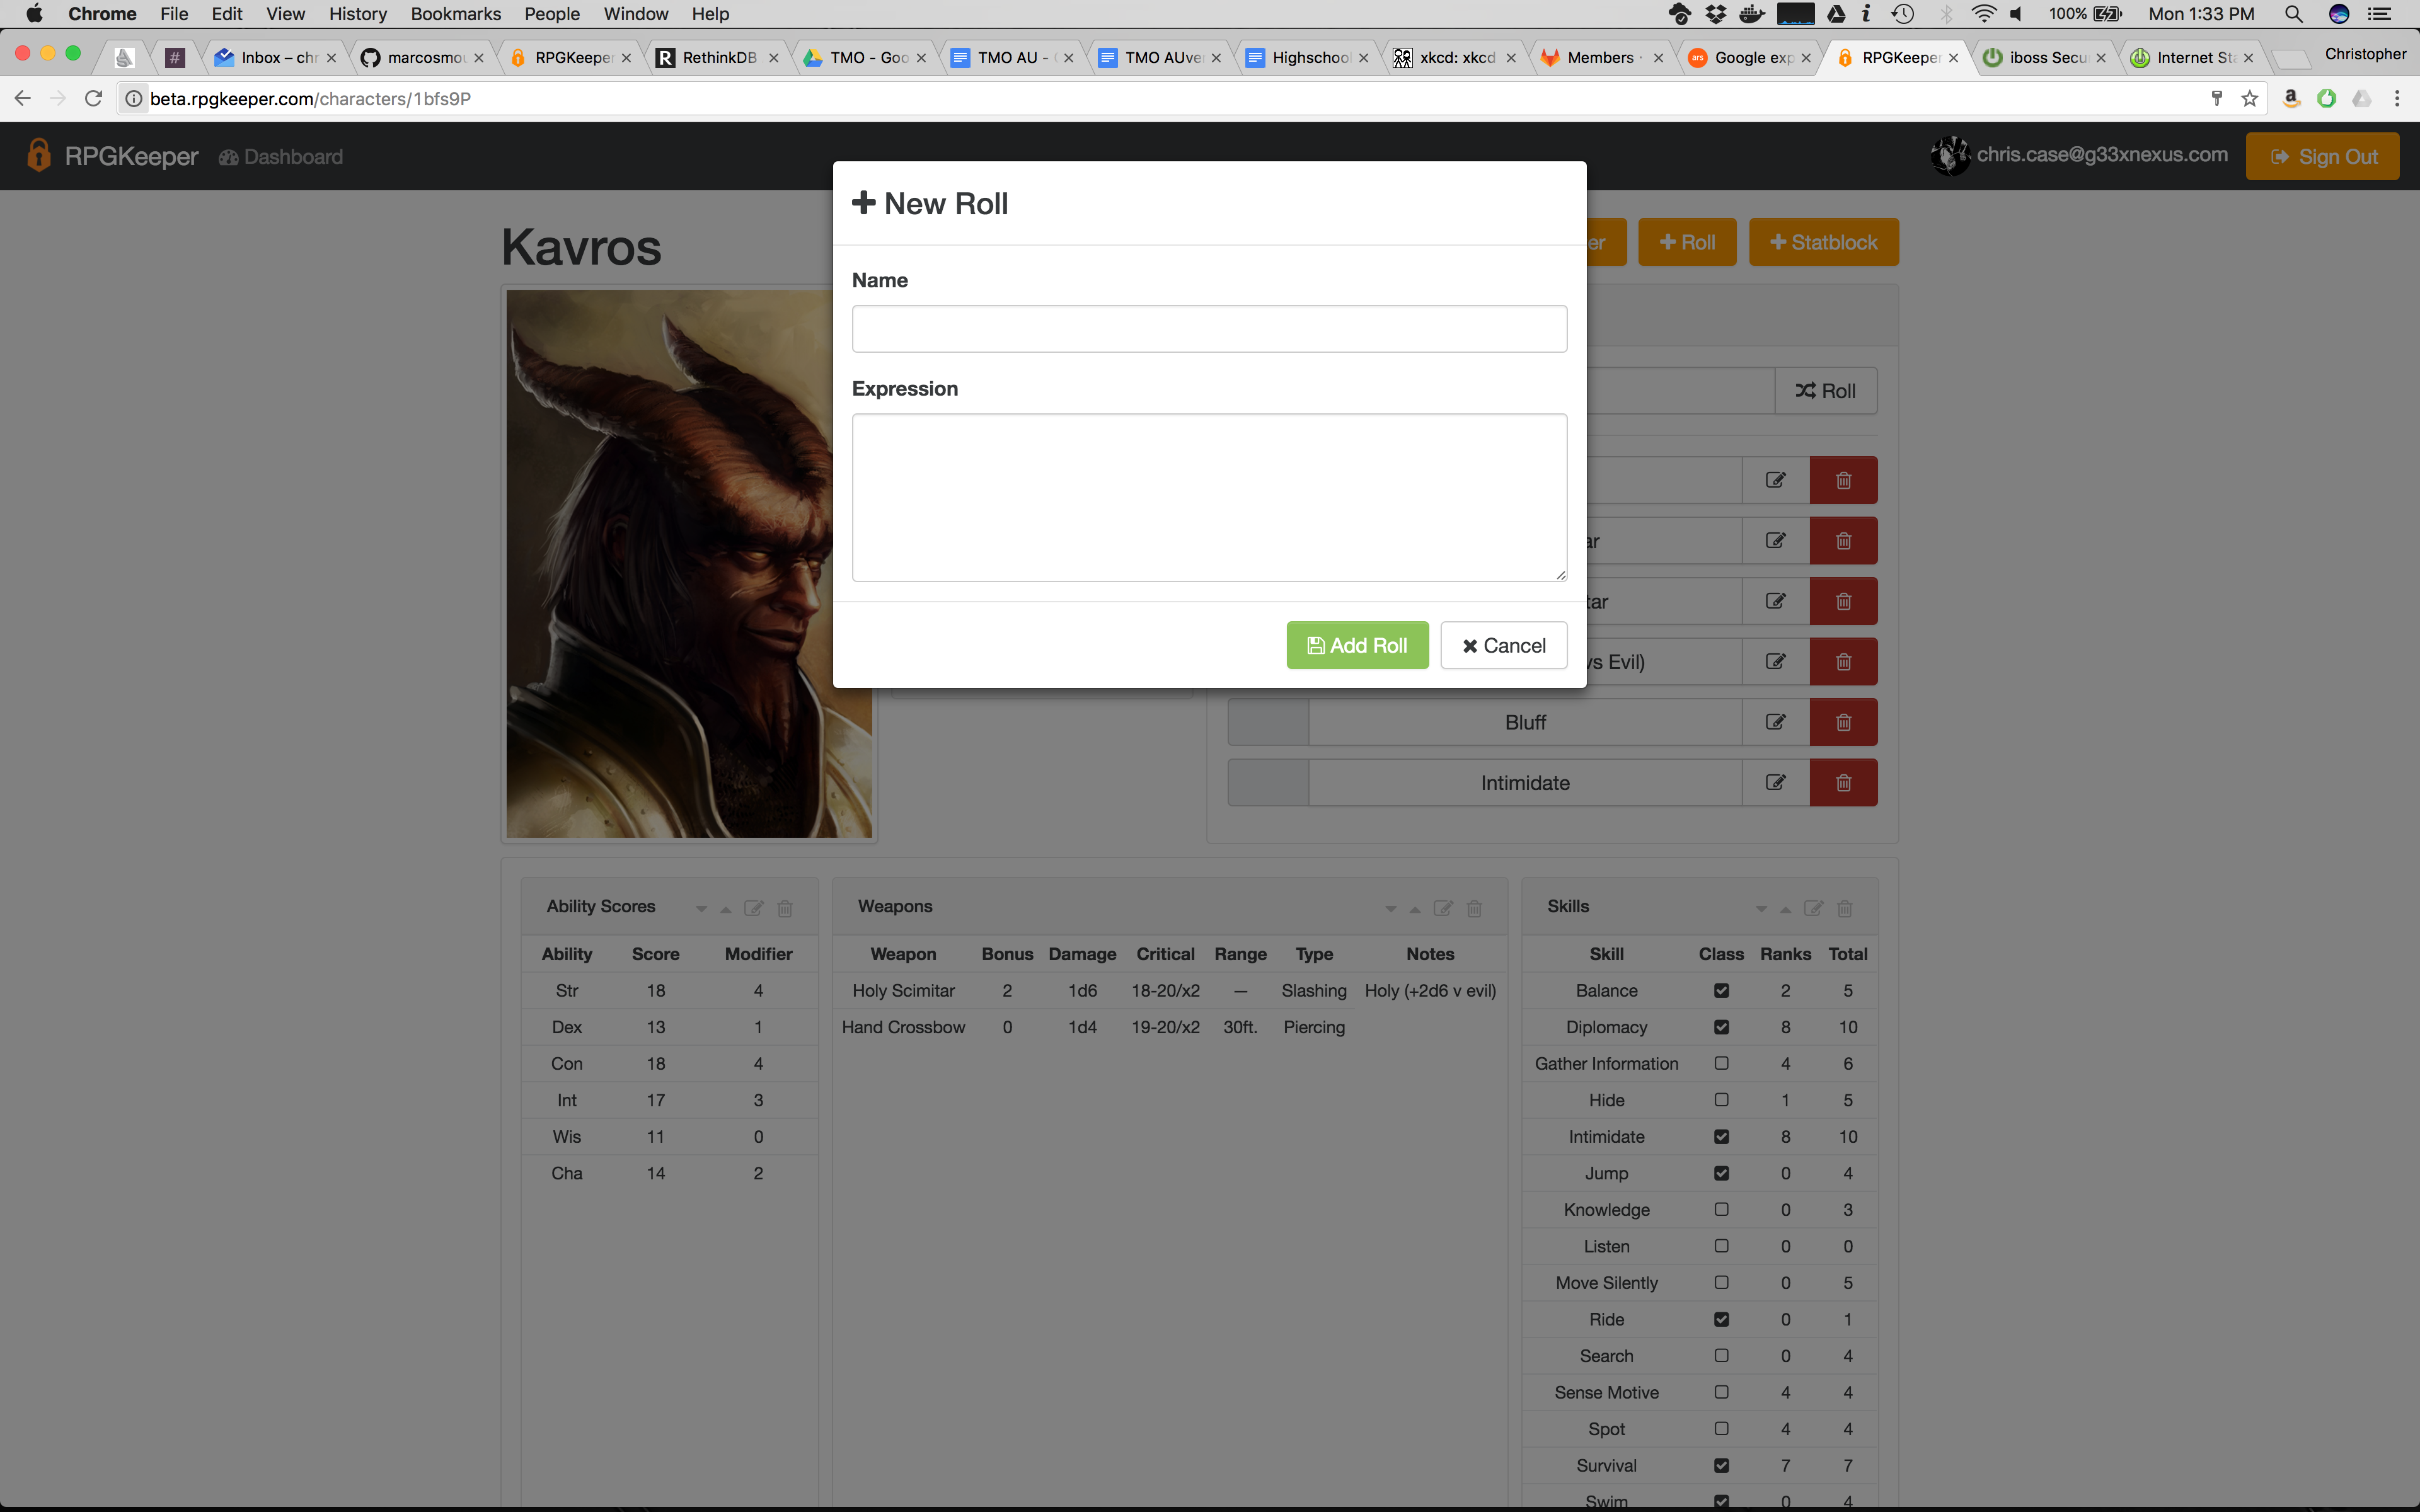 Chrome File Edit View History Bookmarks People Window Help 100% Mon 1:33 PM
# Inbox – chr marcosmou RPGKeeper RethinkDB TMO - Goo TMO AU - TMO AUve Highschool xkcd: xkcd Members Google exp RPGKeeper iboss Secu Internet Sta Christopher
beta.rpgkeeper.com/characters/1bfs9P
RPGKeeper Dashboard chris.case@g33xnexus.com Sign Out
New Roll
Kavros
er Roll Statblock
Name
Expression
Roll
ar
tar
vs Evil)
Add Roll Cancel
Bluff
Intimidate
Ability Scores
Ability Score Modifier
Str 18 4
Dex 13 1
Con 18 4
Int 17 3
Wis 11 0
Cha 14 2
Weapons
Weapon Bonus Damage Critical Range Type Notes
Holy Scimitar 2 1d6 18-20/x2 — Slashing Holy (+2d6 v evil)
Hand Crossbow 0 1d4 19-20/x2 30ft. Piercing
Skills
Skill Class Ranks Total
Balance 2 5
Diplomacy 8 10
Gather Information 4 6
Hide 1 5
Intimidate 8 10
Jump 0 4
Knowledge 0 3
Listen 0 0
Move Silently 0 5
Ride 0 1
Search 0 4
Sense Motive 4 4
Spot 4 4
Survival 7 7
Swim 0 4